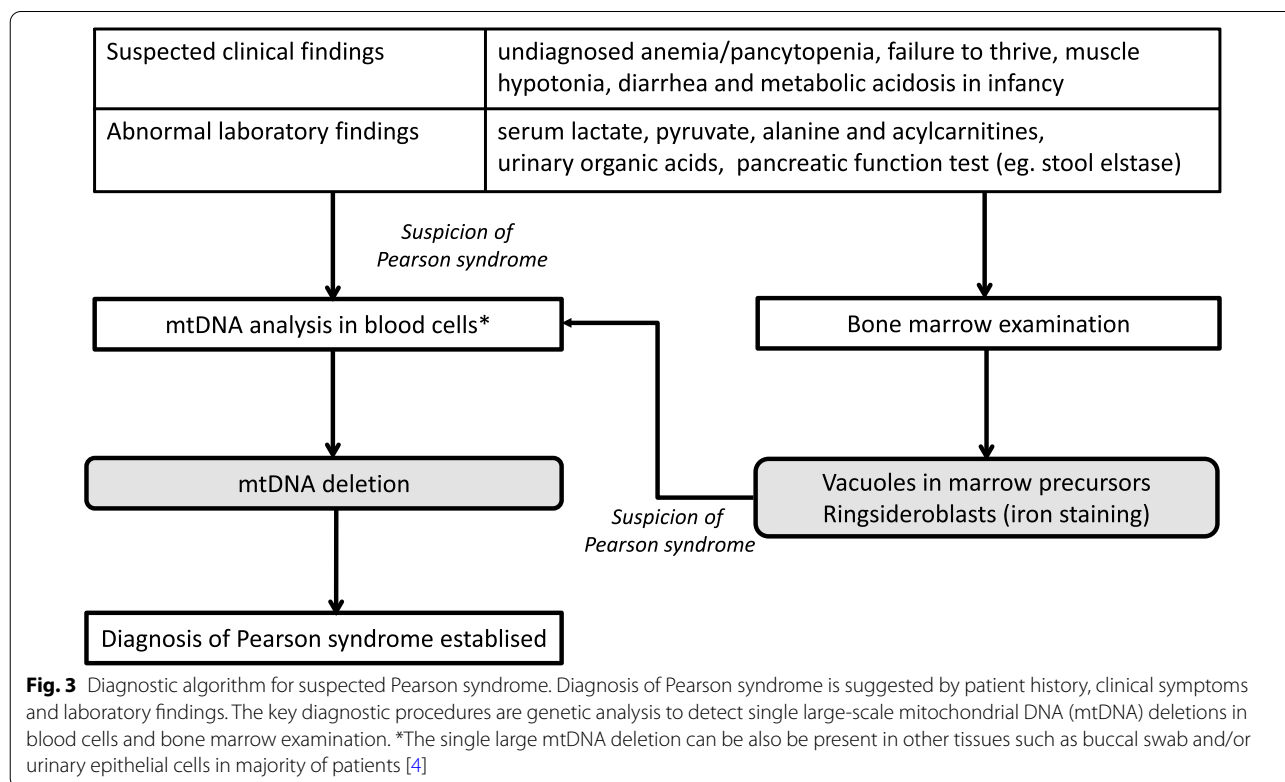 Suspected clinical findings
undiagnosed anemia/pancytopenia, failure to thrive, muscle
hypotonia, diarrhea and metabolic acidosis in infancy
Abnormal laboratory findings
serum lactate, pyruvate, alanine and acylcarnitines,
urinary organic acids, pancreatic function test (eg. stool elstase)
Suspicion of
Pearson syndrome
mtDNA analysis in blood cells*
Bone marrow examination
mtDNA deletion
Vacuoles in marrow precursors
Ringsideroblasts (iron staining)
Suspicion of
Pearson syndrome
Diagnosis of Pearson syndrome establised
Fig. 3 Diagnostic algorithm for suspected Pearson syndrome. Diagnosis of Pearson syndrome is suggested by patient history, clinical symptoms
and laboratory findings. The key diagnostic procedures are genetic analysis to detect single large-scale mitochondrial DNA (mtDNA) deletions in
blood cells and bone marrow examination. *The single large mtDNA deletion can be also be present in other tissues such as buccal swab and/or
urinary epithelial cells in majority of patients [4]